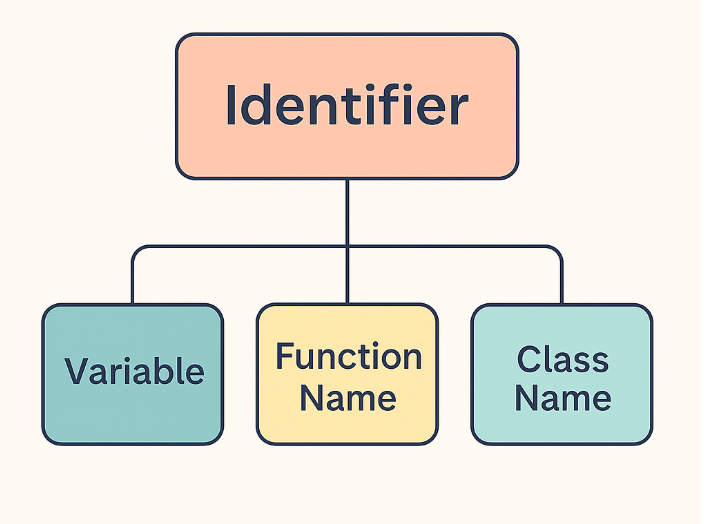 Identifier
Variable
Function
Name
Class
Name